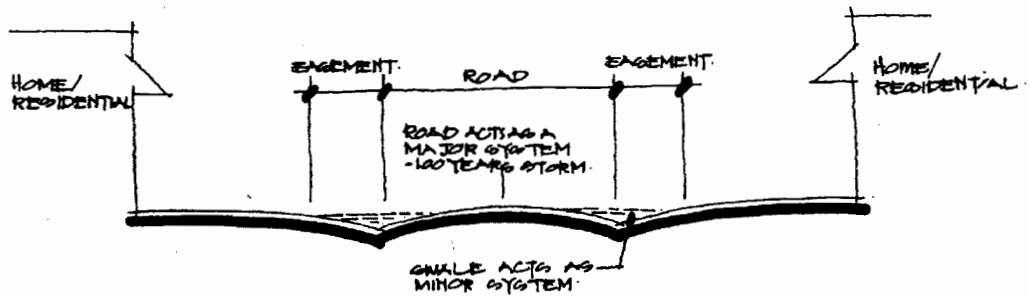 HOME/
RESIDENTIAL
EASEMENT.
ROAD
EASEMENT.
HOME/
RESIDENTIAL.
ROAD ACTS AS A
MAJOR SYSTEM
-100 YEARS STORM.
SWALE ACTS AS
MINOR SYSTEM.